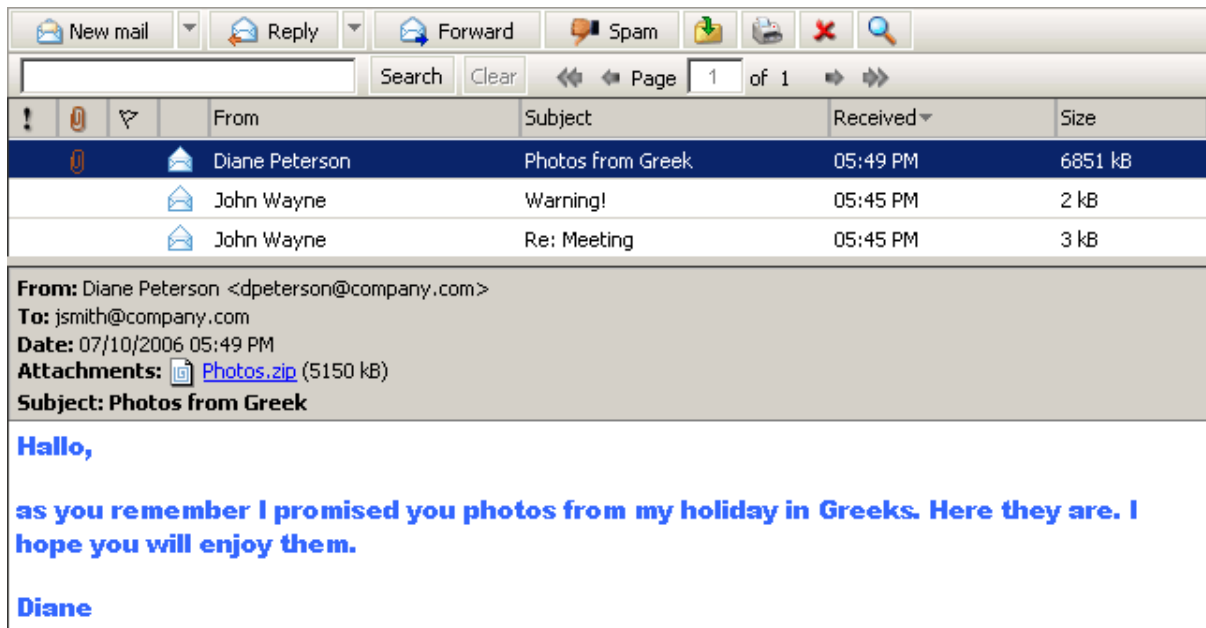 New mail Reply Forward Spam
Search Clear Page 1 of 1
! From Subject Received Size
Diane Peterson Photos from Greek 05:49 PM 6851 kB
John Wayne Warning! 05:45 PM 2 kB
John Wayne Re: Meeting 05:45 PM 3 kB
From: Diane Peterson <dpeterson@company.com>
To: jsmith@company.com
Date: 07/10/2006 05:49 PM
Attachments: Photos.zip (5150 kB)
Subject: Photos from Greek
Hallo,
as you remember I promised you photos from my holiday in Greeks. Here they are. I
hope you will enjoy them.
Diane